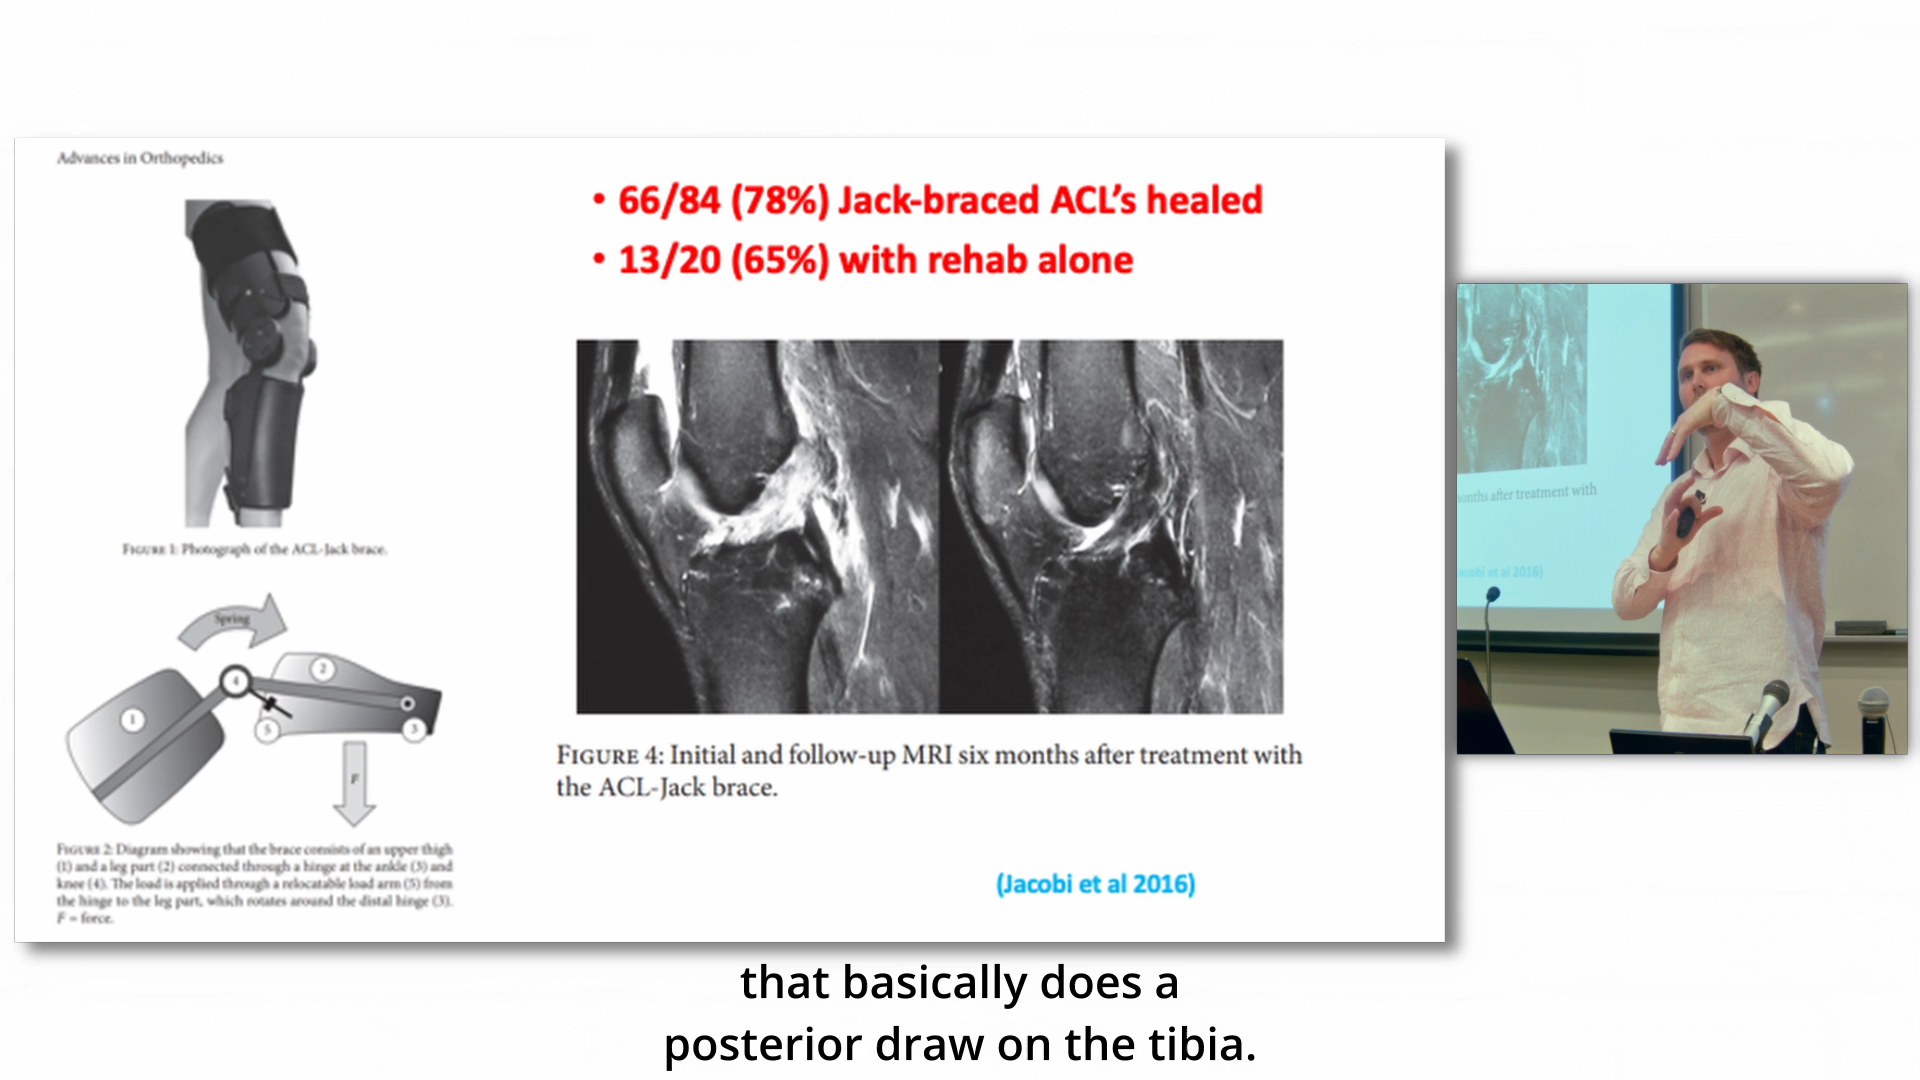 Advances in Orthopedics
• 66/84 (78%) Jack-braced ACL's healed
• 13/20 (65%) with rehab alone
FIGURE 1: Photograph of the ACL-Jack brace.
Spring
1
2
3
4
5
F
FIGURE 2: Diagram showing that the brace consists of an upper thigh
(1) and a leg part (2) connected through a hinge at the ankle (3) and
knee (4). The load is applied through a relocatable load arm (5) from
the hinge to the leg part, which rotates around the distal hinge (3).
F = force.
FIGURE 4: Initial and follow-up MRI six months after treatment with
the ACL-Jack brace.
(Jacobi et al 2016)
months after treatment with
Jacobi et al 2016)
that basically does a
posterior draw on the tibia.